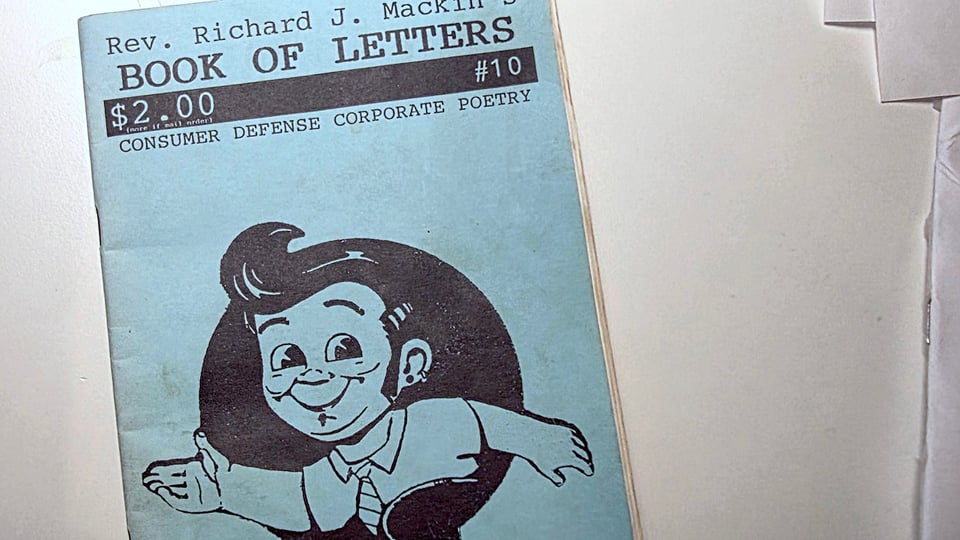 Rev. Richard J. Mackin's
BOOK OF LETTERS
$2.00
(more if mail order)
#10
CONSUMER DEFENSE CORPORATE POETRY